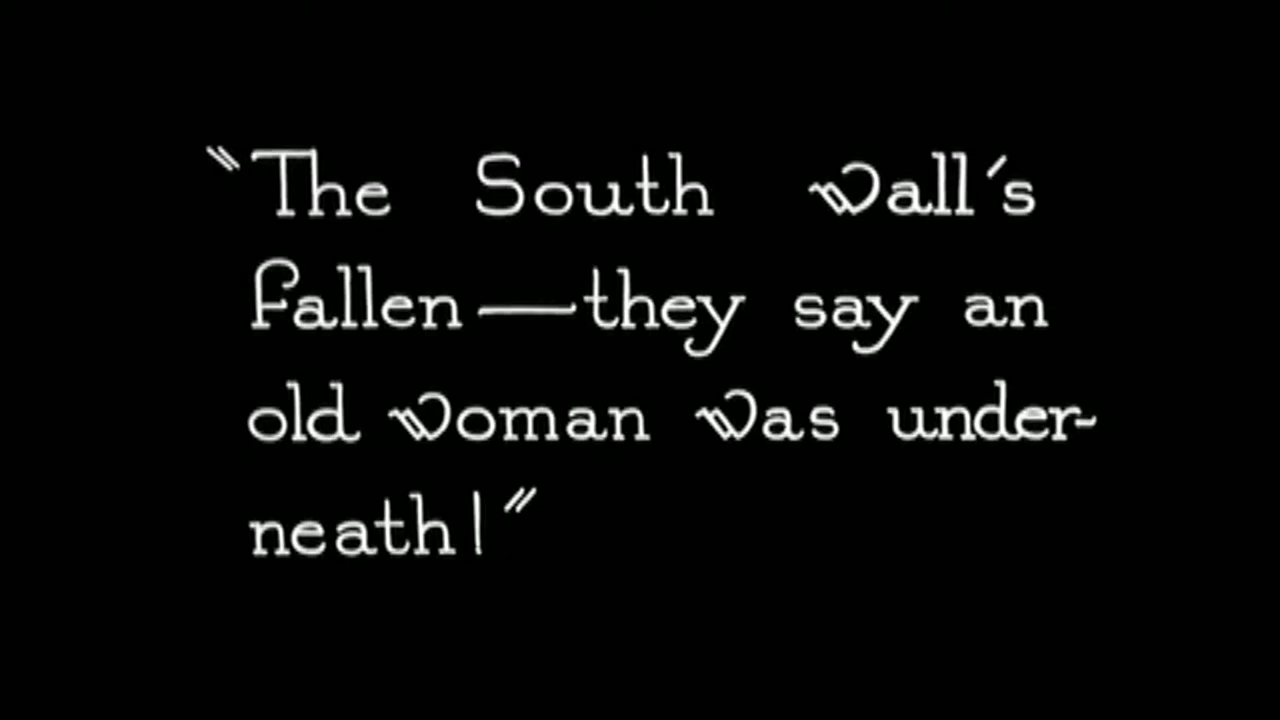 "The South wall's
fallen—they say an
old woman was under-
neath!"